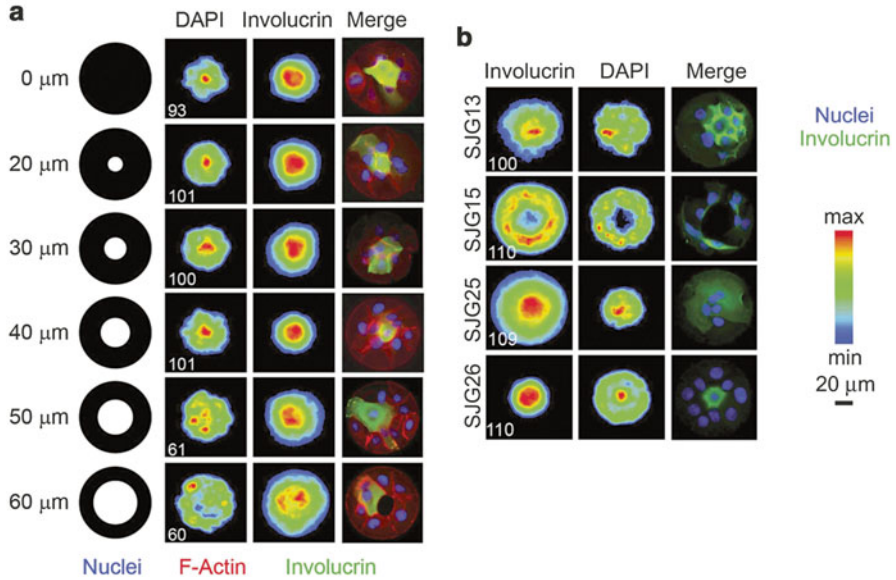 a
DAPI Involucrin Merge
0 μm
93
20 μm
101
30 μm
100
40 μm
101
50 μm
61
60 μm
60
Nuclei F-Actin Involucrin
b
Involucrin DAPI Merge
SJG13
100
SJG15
110
SJG25
109
SJG26
110
Nuclei
Involucrin
max
min
20 μm